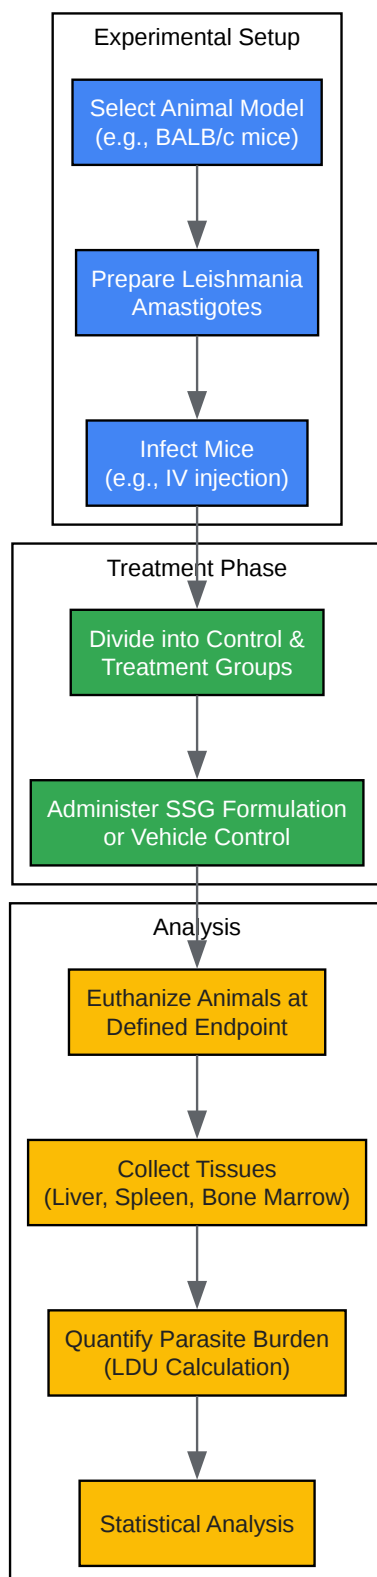 Experimental Setup
Select Animal Model
(e.g., BALB/c mice)
Prepare Leishmania
Amastigotes
Infect Mice
(e.g., IV injection)
Treatment Phase
Divide into Control &
Treatment Groups
Administer SSG Formulation
or Vehicle Control
Analysis
Euthanize Animals at
Defined Endpoint
Collect Tissues
(Liver, Spleen, Bone Marrow)
Quantify Parasite Burden
(LDU Calculation)
Statistical Analysis